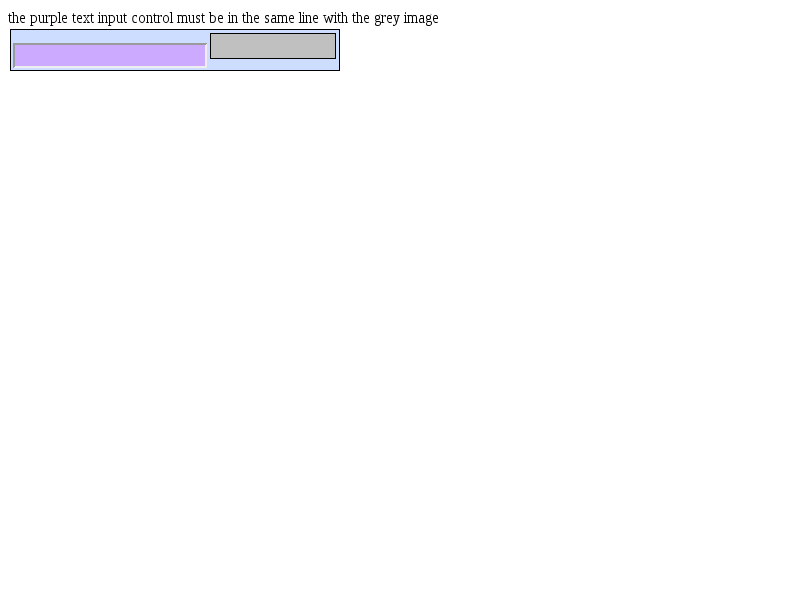 the purple text input control must be in the same line with the grey image